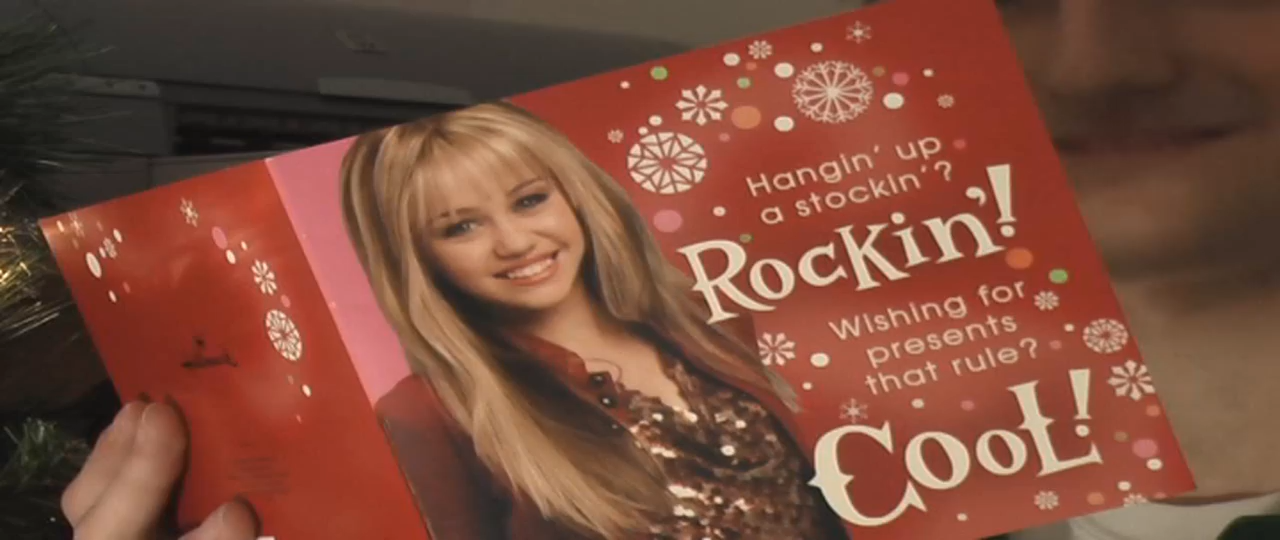 Hangin' up
a stockin'?
Rockin'!
Wishing for
presents
that rule?
Cool!